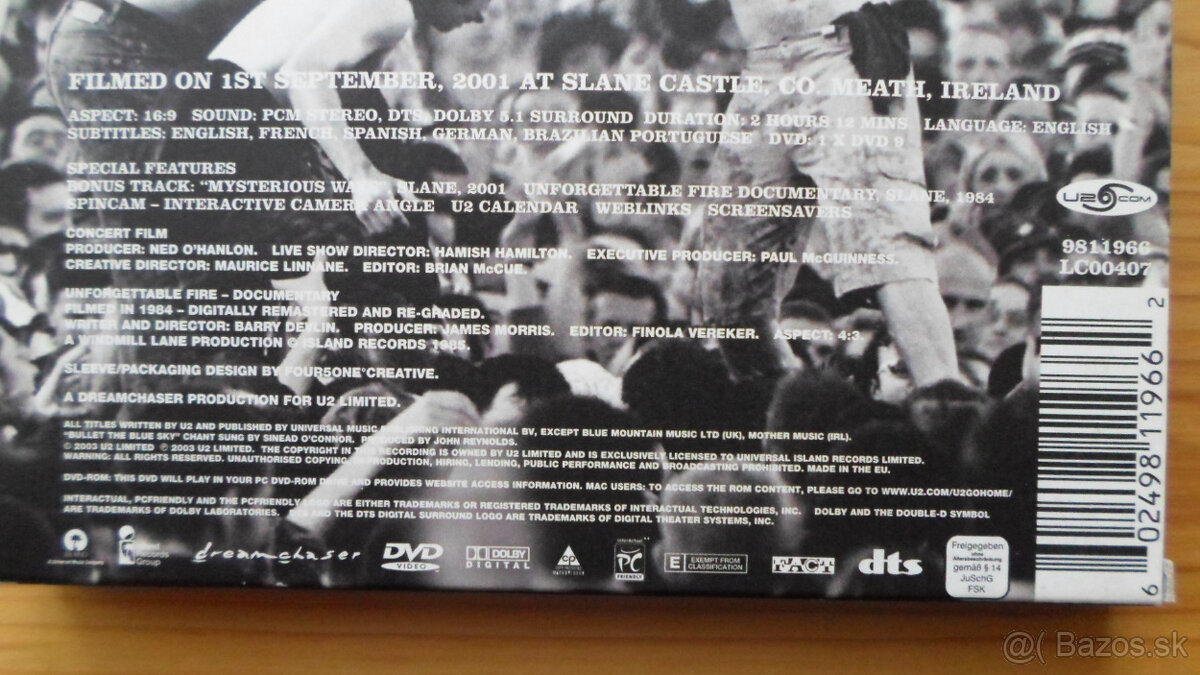 FILMED ON 1ST SEPTEMBER, 2001 AT SLANE CASTLE, CO. MEATH, IRELAND
ASPECT: 16:9 SOUND: PCM STEREO, DTS, DOLBY 5.1 SURROUND DURATION: 2 HOURS 12 MINS LANGUAGE: ENGLISH
SUBTITLES: ENGLISH, FRENCH, SPANISH, GERMAN, BRAZILIAN PORTUGUESE DVD: 1 X DVD 9
SPECIAL FEATURES
BONUS TRACK: “MYSTERIOUS WAYS”, SLANE, 2001 UNFORGETTABLE FIRE DOCUMENTARY, SLANE, 1984
SPINCAM – INTERACTIVE CAMERA ANGLE U2 CALENDAR WEBLINKS SCREENSAVERS
U2.COM
9811966
LC00407
CONCERT FILM
PRODUCER: NED O'HANLON. LIVE SHOW DIRECTOR: HAMISH HAMILTON. EXECUTIVE PRODUCER: PAUL McGUINNESS.
CREATIVE DIRECTOR: MAURICE LINNANE. EDITOR: BRIAN McCUE.
UNFORGETTABLE FIRE – DOCUMENTARY
FILMED IN 1984 – DIGITALLY REMASTERED AND RE-GRADED.
WRITER AND DIRECTOR: BARRY DEVLIN. PRODUCER: JAMES MORRIS. EDITOR: FINOLA VEREKER. ASPECT: 4:3.
A WINDMILL LANE PRODUCTION © ISLAND RECORDS 1985.
SLEEVE/PACKAGING DESIGN BY FOUR5ONE°CREATIVE.
A DREAMCHASER PRODUCTION FOR U2 LIMITED.
ALL TITLES WRITTEN BY U2 AND PUBLISHED BY UNIVERSAL MUSIC PUBLISHING INTERNATIONAL BV, EXCEPT BLUE MOUNTAIN MUSIC LTD (UK), MOTHER MUSIC (IRL).
"BULLET THE BLUE SKY" CHANT SUNG BY SINEAD O'CONNOR. PRODUCED BY JOHN REYNOLDS.
© 2003 U2 LIMITED ℗ 2003 U2 LIMITED. THE COPYRIGHT IN THIS RECORDING IS OWNED BY U2 LIMITED AND IS EXCLUSIVELY LICENSED TO UNIVERSAL ISLAND RECORDS LIMITED.
WARNING: ALL RIGHTS RESERVED. UNAUTHORISED COPYING, REPRODUCTION, HIRING, LENDING, PUBLIC PERFORMANCE AND BROADCASTING PROHIBITED. MADE IN THE EU.
DVD-ROM: THIS DVD WILL PLAY IN YOUR PC DVD-ROM DRIVE AND PROVIDES WEBSITE ACCESS INFORMATION. MAC USERS: TO ACCESS THE ROM CONTENT, PLEASE GO TO WWW.U2.COM/U2GOHOME/
INTERACTUAL, PCFRIENDLY AND THE PCFRIENDLY LOGO ARE EITHER TRADEMARKS OR REGISTERED TRADEMARKS OF INTERACTUAL TECHNOLOGIES, INC. DOLBY AND THE DOUBLE-D SYMBOL
ARE TRADEMARKS OF DOLBY LABORATORIES. DTS AND THE DTS DIGITAL SURROUND LOGO ARE TRADEMARKS OF DIGITAL THEATER SYSTEMS, INC.
dreamchaser
DVD VIDEO
DOLBY DIGITAL
PC FRIENDLY
E EXEMPT FROM CLASSIFICATION
FACT
dts
Freigegeben
ohne
Altersbeschränkung
gemäß § 14
JuSchG
FSK
6 02498 11966 2
@( Bazos.sk